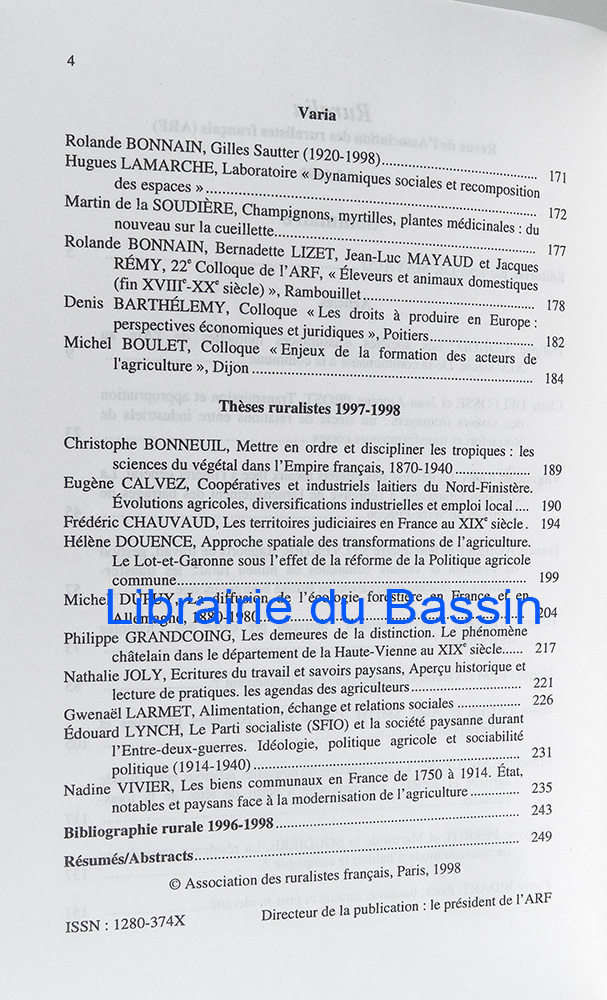 4
Varia
Rolande BONNAIN, Gilles Sautter (1920-1998)........................................ 171
Hugues LAMARCHE, Laboratoire « Dynamiques sociales et recomposition
des espaces »........................................ 172
Martin de la SOUDIÈRE, Champignons, myrtilles, plantes médicinales : du
nouveau sur la cueillette........................................ 177
Rolande BONNAIN, Bernadette LIZET, Jean-Luc MAYAUD et Jacques
RÉMY, 22e Colloque de l'ARF, « Éleveurs et animaux domestiques
(fin XVIIIe-XXe siècle) », Rambouillet........................................ 178
Denis BARTHÉLEMY, Colloque « Les droits à produire en Europe :
perspectives économiques et juridiques », Poitiers........................................ 182
Michel BOULET, Colloque « Enjeux de la formation des acteurs de
l'agriculture », Dijon........................................ 184
Thèses ruralistes 1997-1998
Christophe BONNEUIL, Mettre en ordre et discipliner les tropiques : les
sciences du végétal dans l'Empire français, 1870-1940........................................ 189
Eugène CALVEZ, Coopératives et industriels laitiers du Nord-Finistère.
Évolutions agricoles, diversifications industrielles et emploi local .... 190
Frédéric CHAUVAUD, Les territoires judiciaires en France au XIXe siècle . 194
Hélène DOUENCE, Approche spatiale des transformations de l'agriculture.
Le Lot-et-Garonne sous l'effet de la réforme de la Politique agricole
commune........................................ 199
Michel DUPUY, La diffusion de l'écologie forestière en France et en
Allemagne, 1880-1980........................................ 204
Librairie du Bassin
Philippe GRANDCOING, Les demeures de la distinction. Le phénomène
châtelain dans le département de la Haute-Vienne au XIXe siècle...... 217
Nathalie JOLY, Ecritures du travail et savoirs paysans, Aperçu historique et
lecture de pratiques. les agendas des agriculteurs........................................ 221
Gwenaël LARMET, Alimentation, échange et relations sociales .................. 226
Édouard LYNCH, Le Parti socialiste (SFIO) et la société paysanne durant
l'Entre-deux-guerres. Idéologie, politique agricole et sociabilité
politique (1914-1940)........................................ 231
Nadine VIVIER, Les biens communaux en France de 1750 à 1914. État,
notables et paysans face à la modernisation de l'agriculture ............. 235
Bibliographie rurale 1996-1998........................................ 243
Résumés/Abstracts........................................ 249
© Association des ruralistes français, Paris, 1998
ISSN : 1280-374X Directeur de la publication : le président de l'ARF